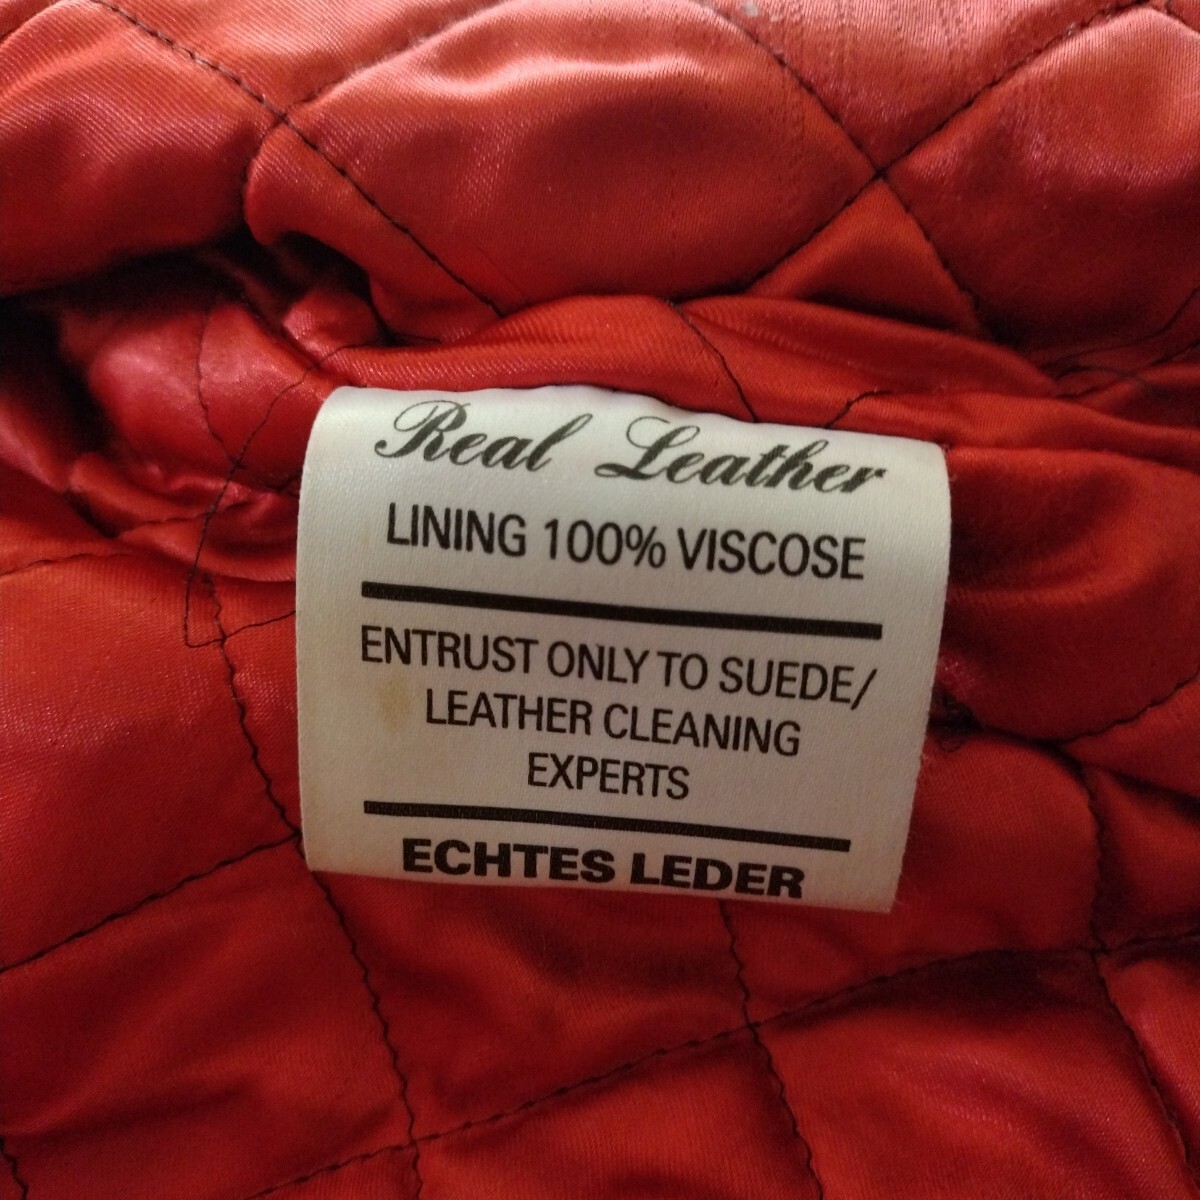 Real Leather
LINING 100% VISCOSE
ENTRUST ONLY TO SUEDE/
LEATHER CLEANING
EXPERTS
ECHTES LEDER